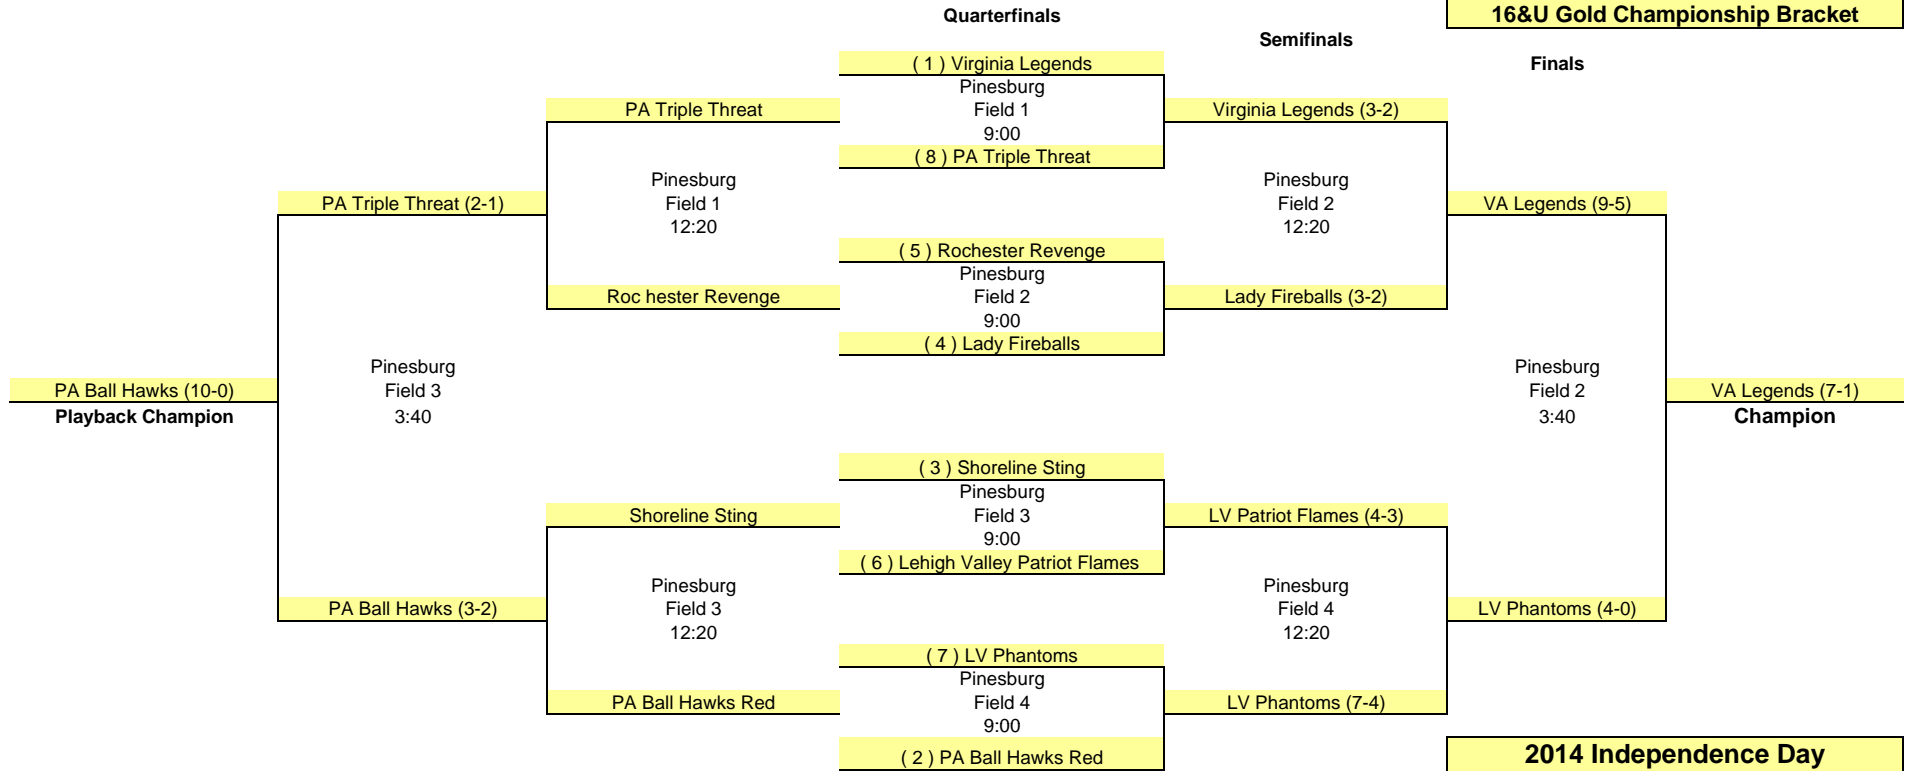 Quarterfinals
16&U Gold Championship Bracket
Semifinals
Finals
( 1 ) Virginia Legends
Pinesburg
Field 1
9:00
( 8 ) PA Triple Threat
PA Triple Threat
Virginia Legends (3-2)
Pinesburg
Field 1
12:20
Pinesburg
Field 2
12:20
PA Triple Threat (2-1)
VA Legends (9-5)
( 5 ) Rochester Revenge
Pinesburg
Field 2
9:00
( 4 ) Lady Fireballs
Roc hester Revenge
Lady Fireballs (3-2)
Pinesburg
Field 3
3:40
Pinesburg
Field 2
3:40
PA Ball Hawks (10-0)
Playback Champion
VA Legends (7-1)
Champion
( 3 ) Shoreline Sting
Pinesburg
Field 3
9:00
( 6 ) Lehigh Valley Patriot Flames
Shoreline Sting
LV Patriot Flames (4-3)
Pinesburg
Field 3
12:20
Pinesburg
Field 4
12:20
PA Ball Hawks (3-2)
LV Phantoms (4-0)
( 7 ) LV Phantoms
Pinesburg
Field 4
9:00
( 2 ) PA Ball Hawks Red
PA Ball Hawks Red
LV Phantoms (7-4)
2014 Independence Day